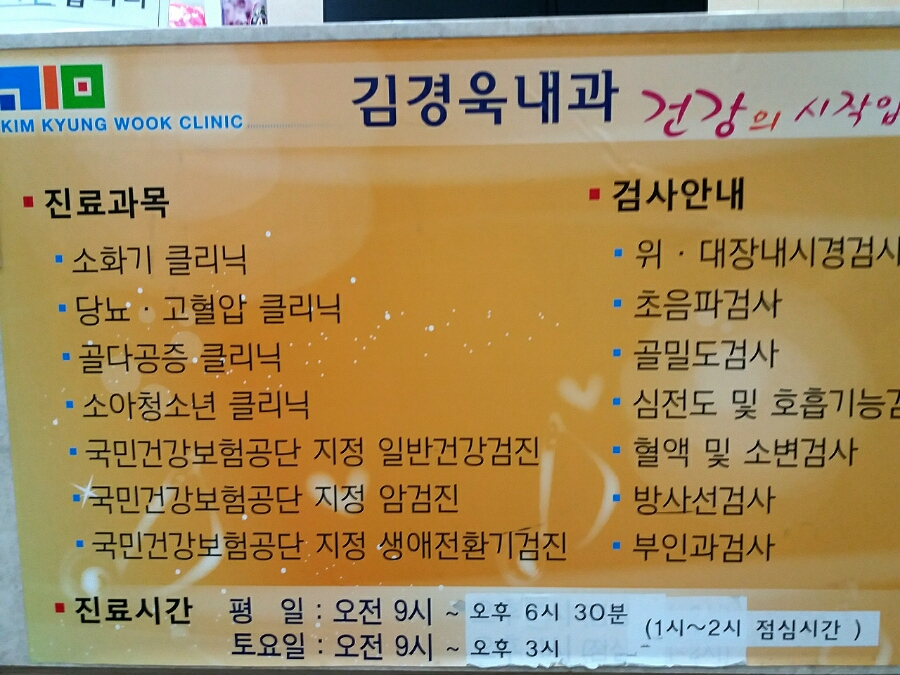 KIM KYUNG WOOK CLINIC
김경욱내과 건강의 시작입
진료과목
소화기 클리닉
당뇨 · 고혈압 클리닉
골다공증 클리닉
소아청소년 클리닉
국민건강보험공단 지정 일반건강검진
국민건강보험공단 지정 암검진
국민건강보험공단 지정 생애전환기검진
검사안내
위 · 대장내시경검사
초음파검사
골밀도검사
심전도 및 호흡기능검
혈액 및 소변검사
방사선검사
부인과검사
진료시간 평 일 : 오전 9시 ~ 오후 6시 30분
(1시~2시 점심시간 )
토요일 : 오전 9시 ~ 오후 3시